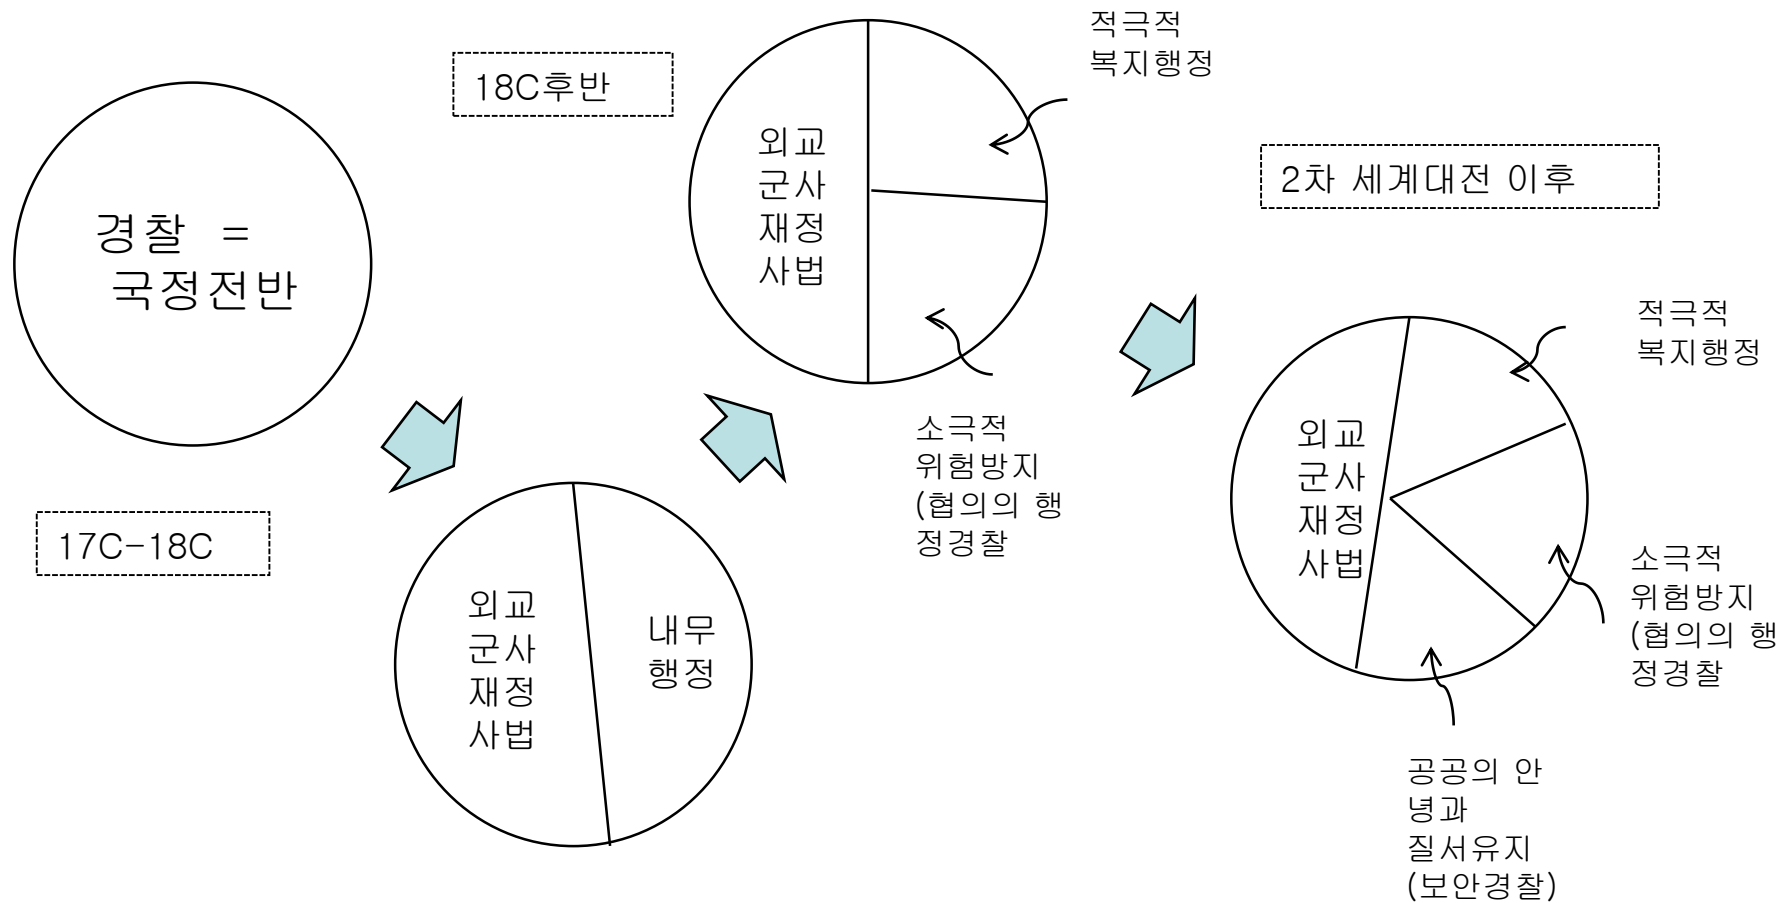 경찰 =
국정전반
17C-18C
외교
군사
재정
사법
내무
행정
18C후반
외교
군사
재정
사법
적극적
복지행정
소극적
위험방지
(협의의 행
정경찰
2차 세계대전 이후
외교
군사
재정
사법
적극적
복지행정
소극적
위험방지
(협의의 행
정경찰
공공의 안
녕과
질서유지
(보안경찰)